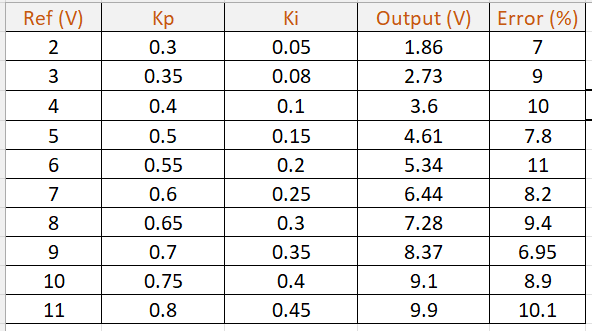 Ref (V) Kp Ki Output (V) Error (%)
2 0.3 0.05 1.86 7
3 0.35 0.08 2.73 9
4 0.4 0.1 3.6 10
5 0.5 0.15 4.61 7.8
6 0.55 0.2 5.34 11
7 0.6 0.25 6.44 8.2
8 0.65 0.3 7.28 9.4
9 0.7 0.35 8.37 6.95
10 0.75 0.4 9.1 8.9
11 0.8 0.45 9.9 10.1